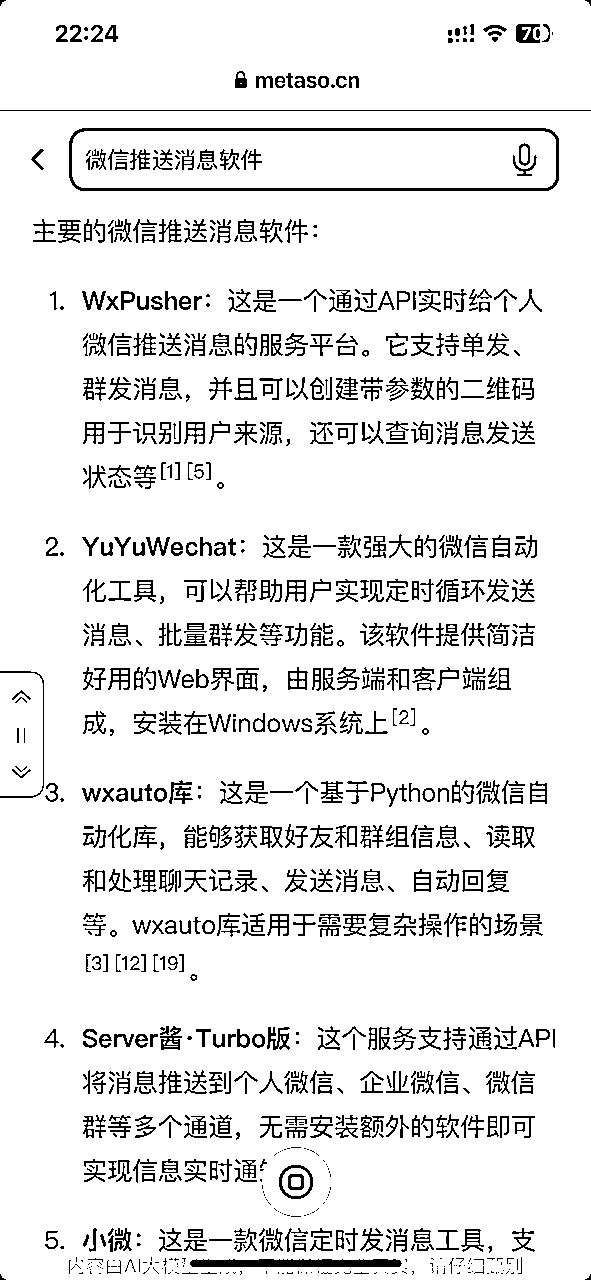 22:24
70
metaso.cn
微信推送消息软件
主要的微信推送消息软件：
1. WxPusher：这是一个通过API实时给个人
微信推送消息的服务平台。它支持单发、
群发消息，并且可以创建带参数的二维码
用于识别用户来源，还可以查询消息发送
状态等[1][5]。
2. YuYuWechat：这是一款强大的微信自动
化工具，可以帮助用户实现定时循环发送
消息、批量群发等功能。该软件提供简洁
好用的Web界面，由服务端和客户端组
成，安装在Windows系统上[2]。
3. wxauto库：这是一个基于Python的微信自
动化库，能够获取好友和群组信息、读取
和处理聊天记录、发送消息、自动回复
等。wxauto库适用于需要复杂操作的场景
[3][12][19]。
4. Server酱·Turbo版：这个服务支持通过API
将消息推送到个人微信、企业微信、微信
群等多个通道，无需安装额外的软件即可
实现信息实时通
5. 小微：这是一款微信定时发消息工具，支
内容由AI大模